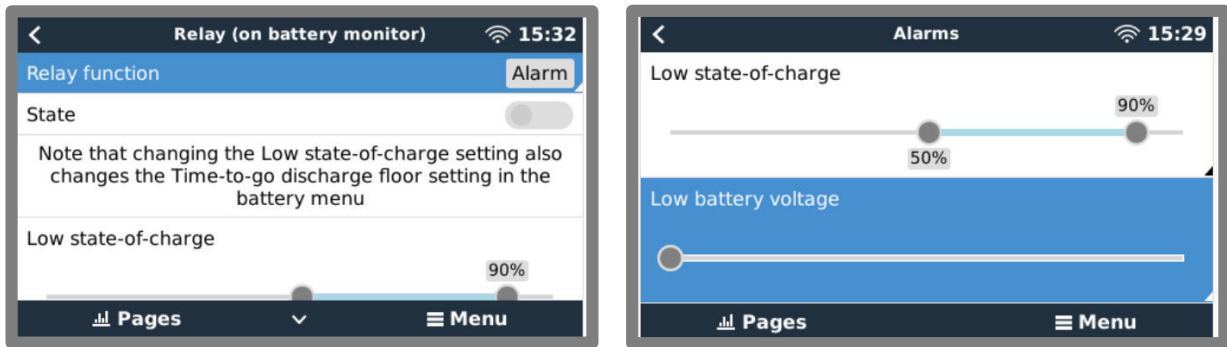 Relay (on battery monitor) 15:32
Relay function Alarm
State
Note that changing the Low state-of-charge setting also
changes the Time-to-go discharge floor setting in the
battery menu
Low state-of-charge
90%
Pages Menu
Alarms 15:29
Low state-of-charge
90%
50%
Low battery voltage
Pages Menu